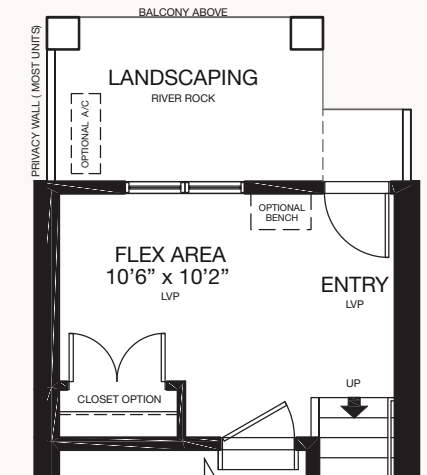 BALCONY ABOVE
PRIVACY WALL ( MOST UNITS)
LANDSCAPING
RIVER ROCK
OPTIONAL A/C
OPTIONAL
BENCH
FLEX AREA
10'6” x 10'2”
LVP
ENTRY
LVP
UP
CLOSET OPTION